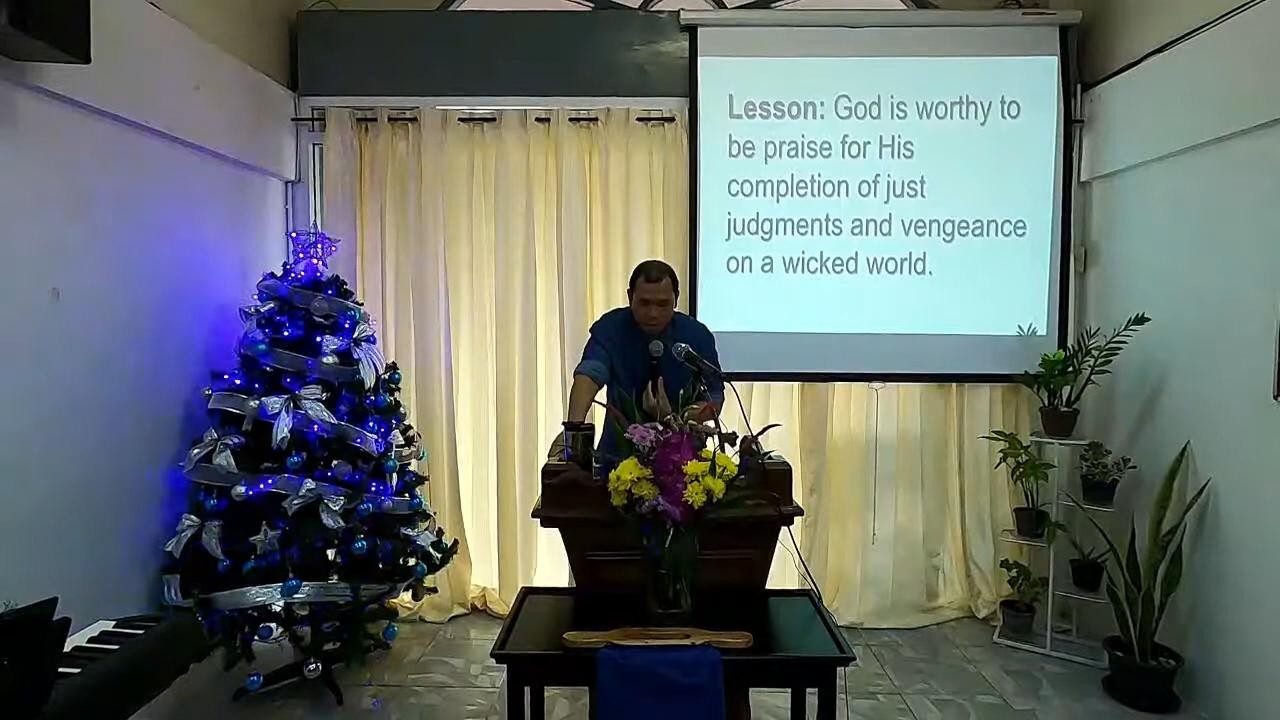 Lesson: God is worthy to
be praise for His
completion of just
judgments and vengeance
on a wicked world.